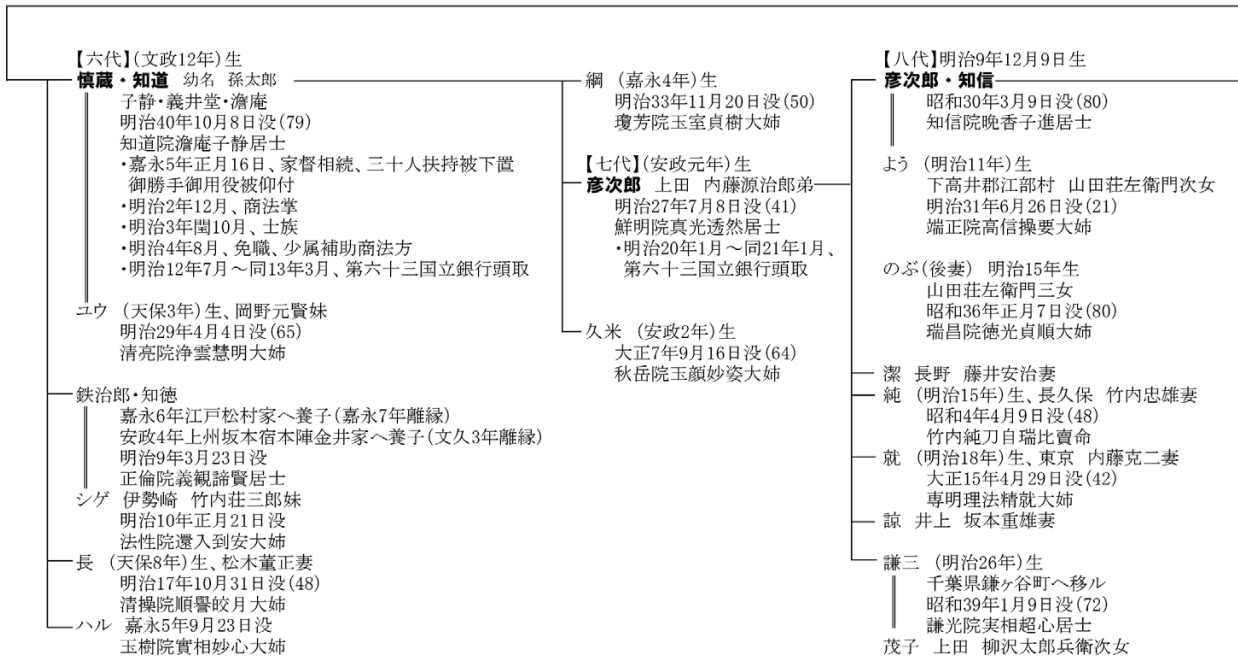 【六代】(文政12年)生
慎蔵・知道 幼名 孫太郎
子静・義井堂・澹庵
明治40年10月8日没(79)
知道院澹庵子静居士
・嘉永5年正月16日、家督相続、三十人扶持被下置
御勝手御用役被仰付
・明治2年12月、商法掌
・明治3年閏10月、士族
・明治4年8月、免職、少属補助商法方
・明治12年7月～同13年3月、第六十三国立銀行頭取
ユウ (天保3年)生、岡野元賢妹
明治29年4月4日没(65)
清亮院浄雲慧明大姉
鉄治郎・知徳
嘉永6年江戸松村家へ養子(嘉永7年離縁)
安政4年上州坂本宿本陣金井家へ養子(文久3年離縁)
明治9年3月23日没
正倫院義観諦賢居士
シゲ 伊勢崎 竹内荘三郎妹
明治10年正月21日没
法性院還入到安大姉
長 (天保8年)生、松木董正妻
明治17年10月31日没(48)
清操院順譽皎月大姉
ハル 嘉永5年9月23日没
玉樹院實相妙心大姉
綱 (嘉永4年)生
明治33年11月20日没(50)
瓊芳院玉室貞樹大姉
【七代】(安政元年)生
彦次郎 上田 内藤源治郎弟
明治27年7月8日没(41)
鮮明院真光透然居士
・明治20年1月～同21年1月、
第六十三国立銀行頭取
久米 (安政2年)生
大正7年9月16日没(64)
秋岳院玉顔妙姿大姉
【八代】明治9年12月9日生
彦次郎・知信
昭和30年3月9日没(80)
知信院晩香子進居士
よう (明治11年)生
下高井郡江部村 山田荘左衛門次女
明治31年6月26日没(21)
端正院高信操要大姉
のぶ(後妻) 明治15年生
山田荘左衛門三女
昭和36年正月7日没(80)
瑞昌院徳光貞順大姉
潔 長野 藤井安治妻
純 (明治15年)生、長久保 竹内忠雄妻
昭和4年4月9日没(48)
竹内純刀自瑞比賣命
就 (明治18年)生、東京 内藤克二妻
大正15年4月29日没(42)
専明理法精就大姉
諒 井上 坂本重雄妻
謙三 (明治26年)生
千葉県鎌ヶ谷町へ移ル
昭和39年1月9日没(72)
謙光院実相超心居士
茂子 上田 柳沢太郎兵衛次女